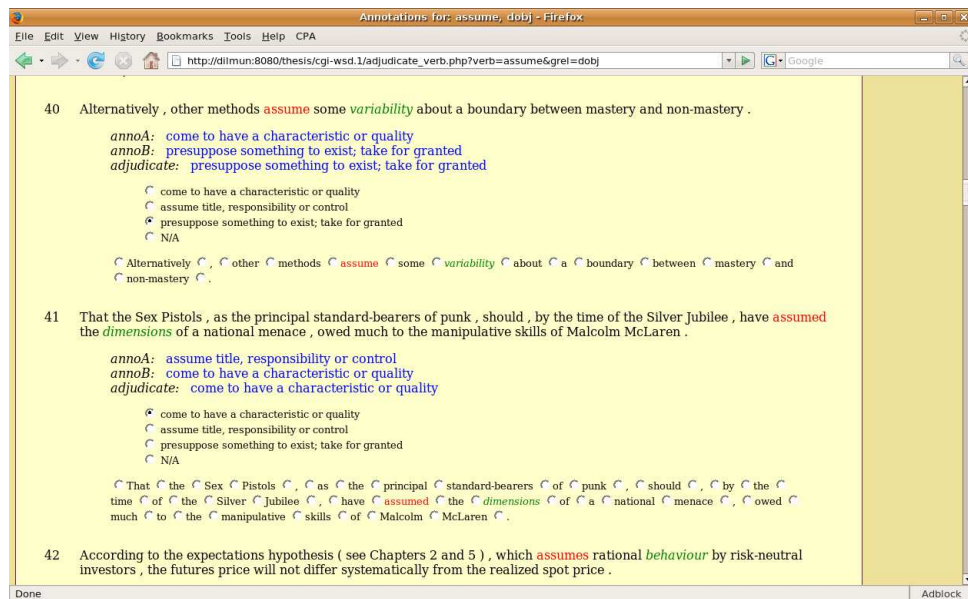 Annotations for: assume, dobj - Firefox
File Edit View History Bookmarks Tools Help CPA
http://dilmun:8080/thesis/cgi-wsd.1/adjudicate_verb.php?verb=assume&grel=dobj
G Google
40 Alternatively , other methods assume some variability about a boundary between mastery and non-mastery .
annoA: come to have a characteristic or quality
annoB: presuppose something to exist; take for granted
adjudicate: presuppose something to exist; take for granted
come to have a characteristic or quality
assume title, responsibility or control
presuppose something to exist; take for granted
N/A
Alternatively , other methods assume some variability about a boundary between mastery and
non-mastery .
41 That the Sex Pistols , as the principal standard-bearers of punk , should , by the time of the Silver Jubilee , have assumed
the dimensions of a national menace , owed much to the manipulative skills of Malcolm McLaren .
annoA: assume title, responsibility or control
annoB: come to have a characteristic or quality
adjudicate: come to have a characteristic or quality
come to have a characteristic or quality
assume title, responsibility or control
presuppose something to exist; take for granted
N/A
That the Sex Pistols , as the principal standard-bearers of punk , should , by the
time of the Silver Jubilee , have assumed the dimensions of a national menace , owed
much to the manipulative skills of Malcolm McLaren .
42 According to the expectations hypothesis ( see Chapters 2 and 5 ) , which assumes rational behaviour by risk-neutral
investors , the futures price will not differ systematically from the realized spot price .
Done Adblock